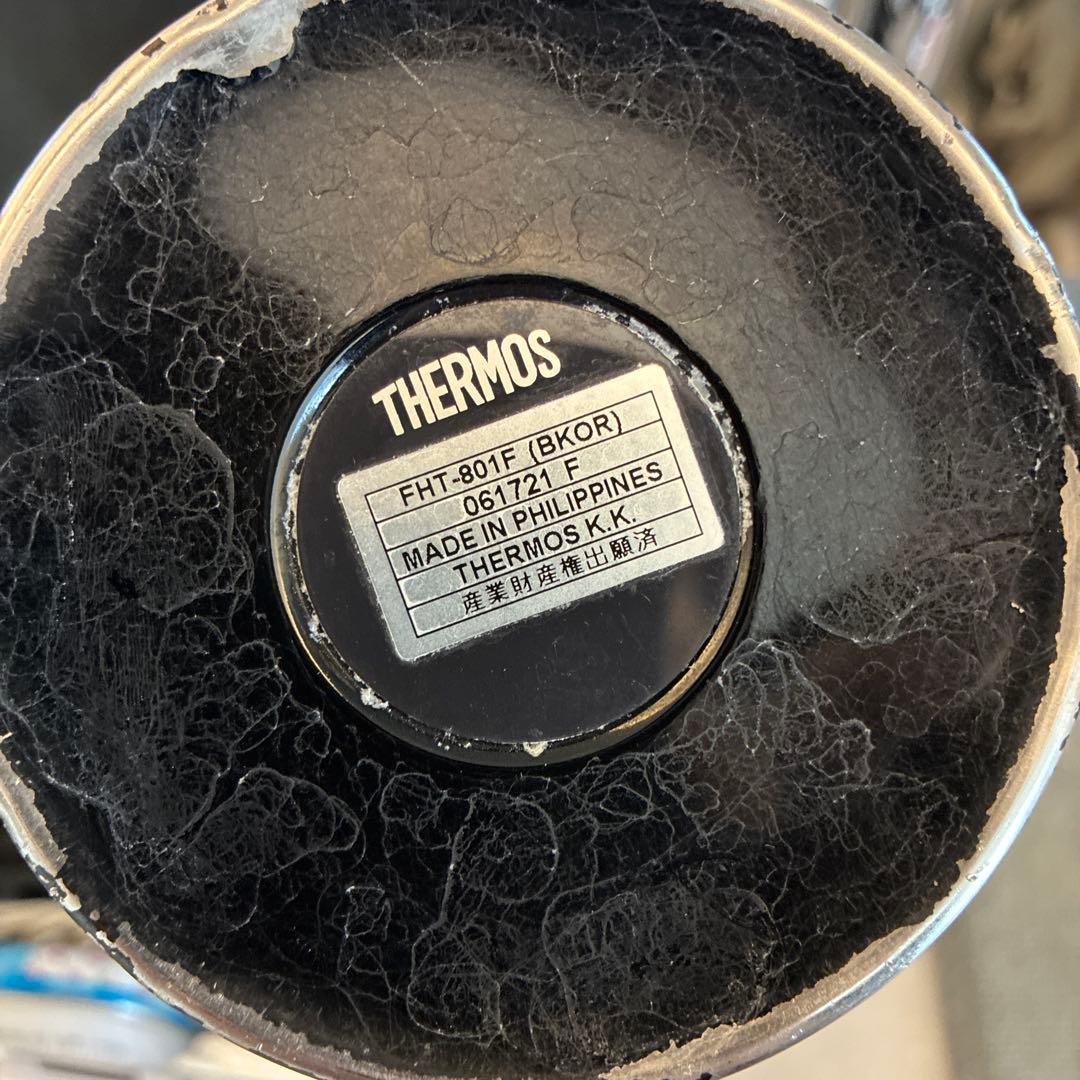 THERMOS
FHT-801F (BKOR)
061721 F
MADE IN PHILIPPINES
THERMOS K.K.
産業財産権出願済